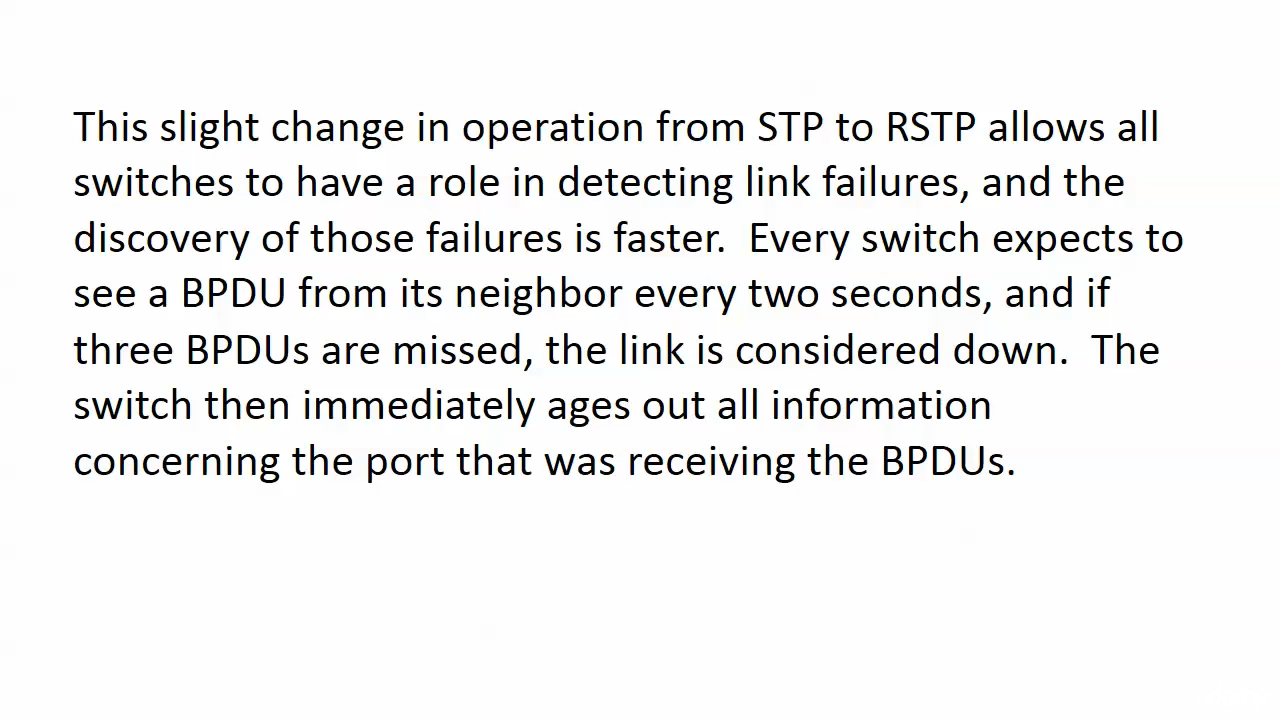 This slight change in operation from STP to RSTP allows all
switches to have a role in detecting link failures, and the
discovery of those failures is faster.  Every switch expects to
see a BPDU from its neighbor every two seconds, and if
three BPDUs are missed, the link is considered down.  The
switch then immediately ages out all information
concerning the port that was receiving the BPDUs.